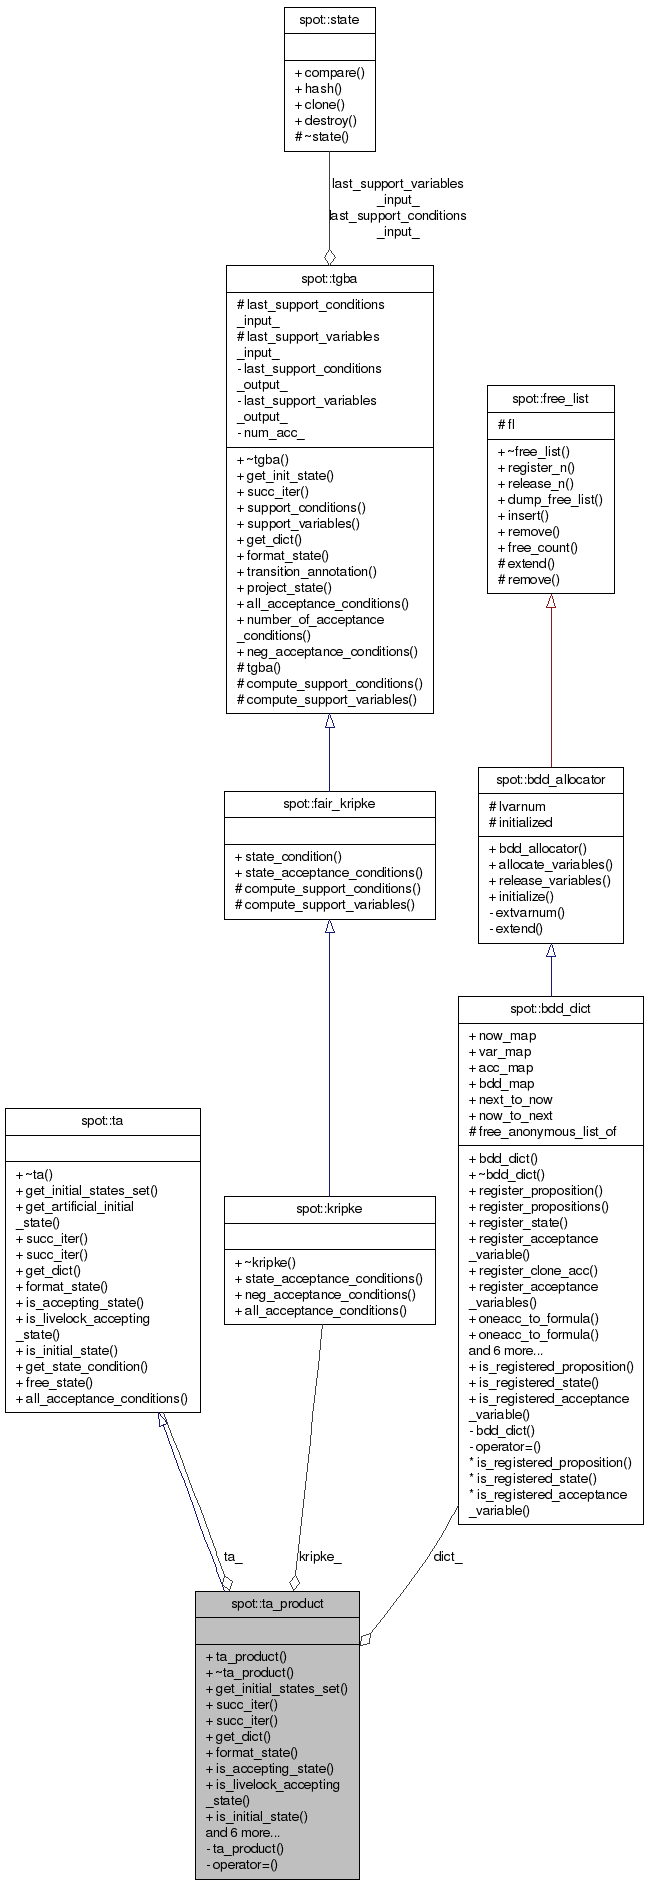 spot::state
+ compare()
+ hash()
+ clone()
+ destroy()
# ~state()
last_support_variables
_input_
last_support_conditions
_input_
spot::tgba
# last_support_conditions
_input_
# last_support_variables
_input_
- last_support_conditions
_output_
- last_support_variables
_output_
- num_acc_
+ ~tgba()
+ get_init_state()
+ succ_iter()
+ support_conditions()
+ support_variables()
+ get_dict()
+ format_state()
+ transition_annotation()
+ project_state()
+ all_acceptance_conditions()
+ number_of_acceptance
_conditions()
+ neg_acceptance_conditions()
# tgba()
# compute_support_conditions()
# compute_support_variables()
spot::free_list
# fl
+ ~free_list()
+ register_n()
+ release_n()
+ dump_free_list()
+ insert()
+ remove()
+ free_count()
# extend()
# remove()
spot::fair_kripke
+ state_condition()
+ state_acceptance_conditions()
# compute_support_conditions()
# compute_support_variables()
spot::bdd_allocator
# lvarnum
# initialized
+ bdd_allocator()
+ allocate_variables()
+ release_variables()
+ initialize()
- extvarnum()
- extend()
spot::bdd_dict
+ now_map
+ var_map
+ acc_map
+ bdd_map
+ next_to_now
+ now_to_next
# free_anonymous_list_of
+ bdd_dict()
+ ~bdd_dict()
+ register_proposition()
+ register_propositions()
+ register_state()
+ register_acceptance
_variable()
+ register_clone_acc()
+ register_acceptance
_variables()
+ oneacc_to_formula()
+ oneacc_to_formula()
and 6 more...
+ is_registered_proposition()
+ is_registered_state()
+ is_registered_acceptance
_variable()
- bdd_dict()
- operator=()
* is_registered_proposition()
* is_registered_state()
* is_registered_acceptance
_variable()
spot::ta
+ ~ta()
+ get_initial_states_set()
+ get_artificial_initial
_state()
+ succ_iter()
+ succ_iter()
+ get_dict()
+ format_state()
+ is_accepting_state()
+ is_livelock_accepting
_state()
+ is_initial_state()
+ get_state_condition()
+ free_state()
+ all_acceptance_conditions()
spot::kripke
+ ~kripke()
+ state_acceptance_conditions()
+ neg_acceptance_conditions()
+ all_acceptance_conditions()
ta_
kripke_
dict_
spot::ta_product
+ ta_product()
+ ~ta_product()
+ get_initial_states_set()
+ succ_iter()
+ succ_iter()
+ get_dict()
+ format_state()
+ is_accepting_state()
+ is_livelock_accepting
_state()
+ is_initial_state()
and 6 more...
- ta_product()
- operator=()